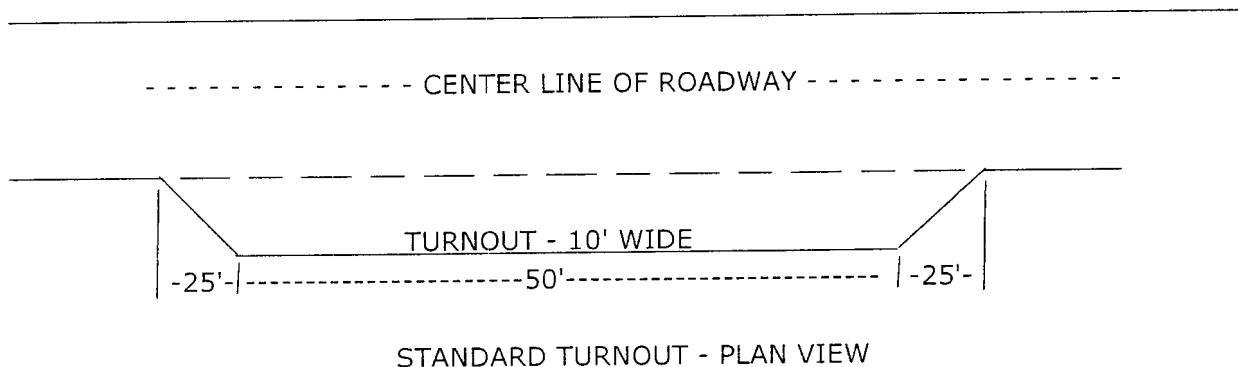 CENTER LINE OF ROADWAY
TURNOUT - 10' WIDE
-25'- 50' -25'-
STANDARD TURNOUT - PLAN VIEW